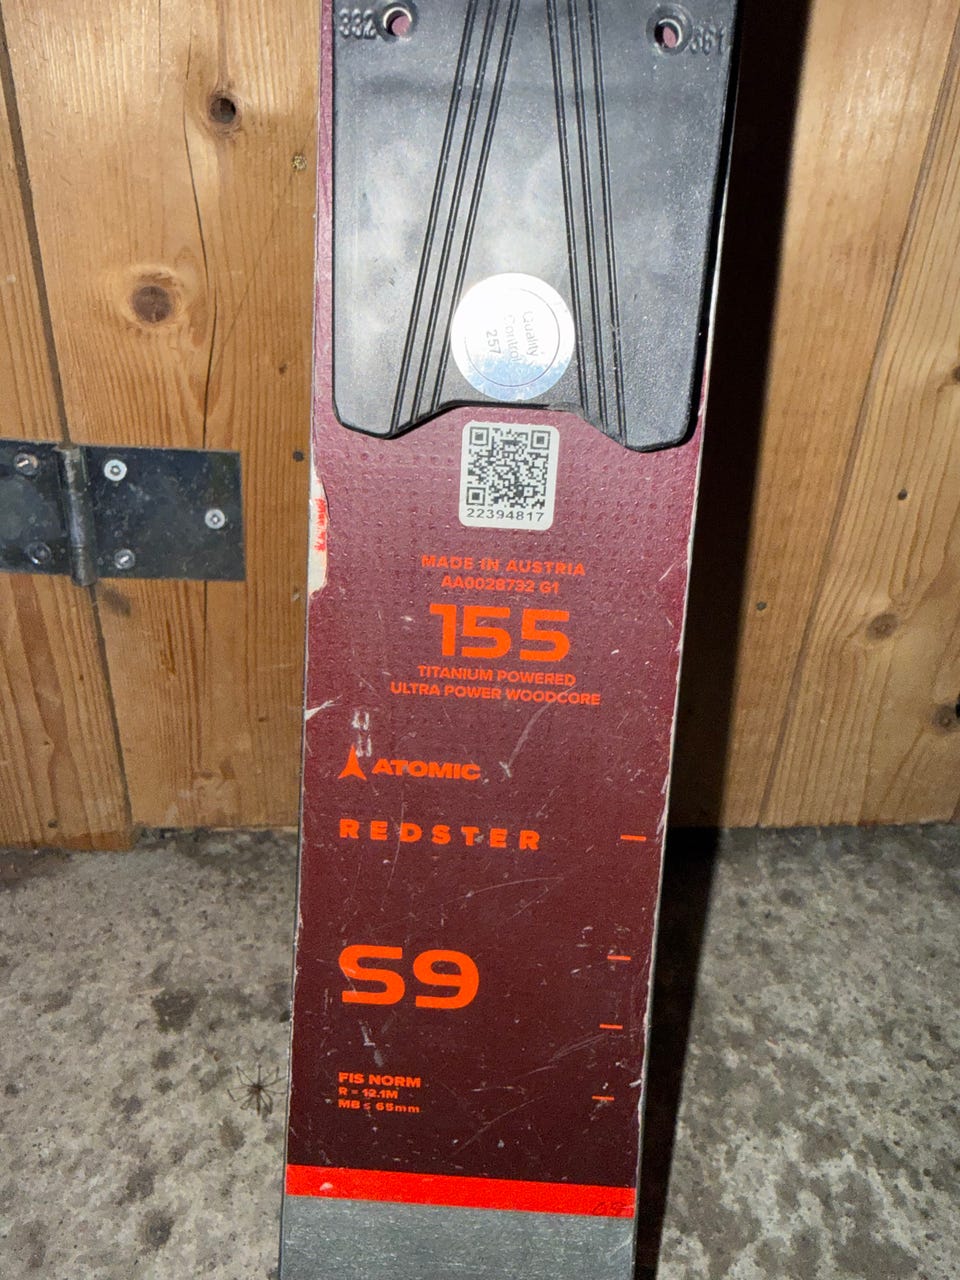 332
361
Quality
Control
257
22394817
MADE IN AUSTRIA
AA0028732 G1
155
TITANIUM POWERED
ULTRA POWER WOODCORE
ATOMIC
REDSTER
S9
FIS NORM
R = 12.1M
MB ≤ 65mm